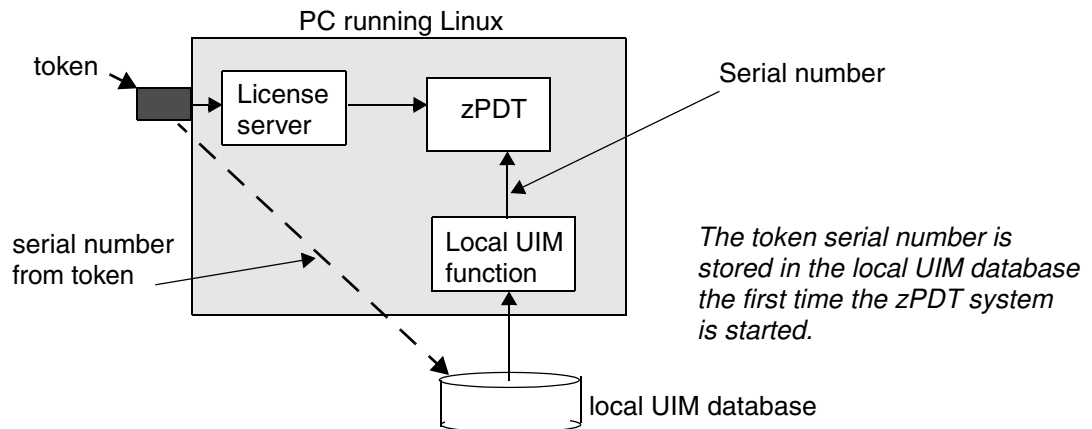 PC running Linux
token
Serial number
License
server
zPDT
serial number
from token
Local UIM
function
The token serial number is
stored in the local UIM database
the first time the zPDT system
is started.
local UIM database